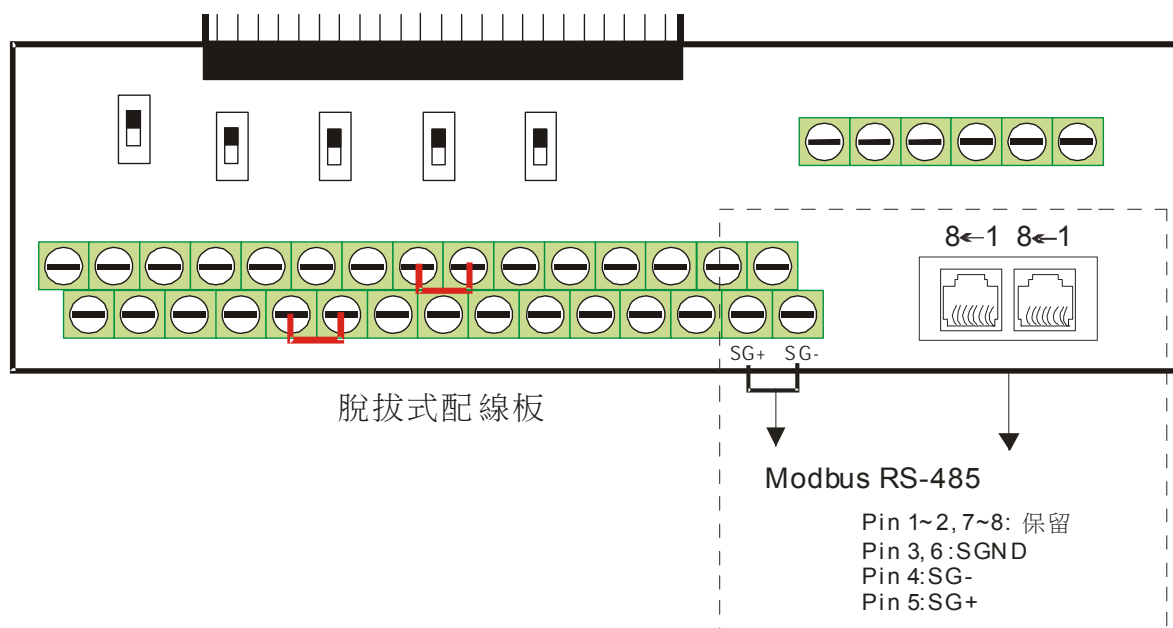 8←1 8←1
SG+ SG-
脫拔式配線板
Modbus RS-485
Pin 1~2, 7~8: 保留
Pin 3, 6 :SGND
Pin 4:SG-
Pin 5:SG+